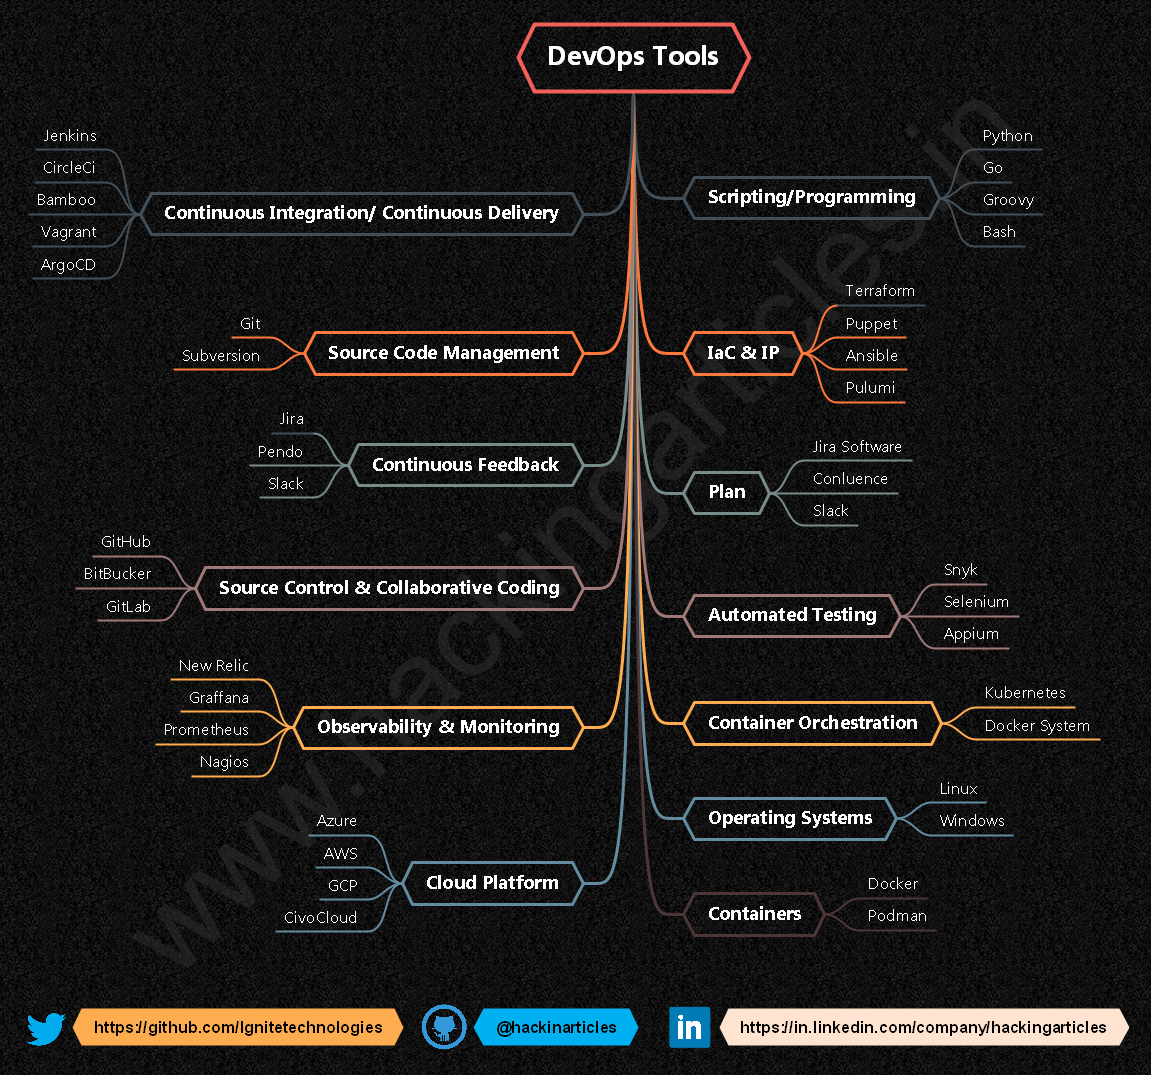 DevOps Tools
Jenkins
CircleCi
Bamboo
Vagrant
ArgoCD
Continuous Integration/ Continuous Delivery
Git
Subversion
Source Code Management
Jira
Pendo
Slack
Continuous Feedback
GitHub
BitBucker
GitLab
Source Control & Collaborative Coding
New Relic
Graffana
Prometheus
Nagios
Observability & Monitoring
Azure
AWS
GCP
CivoCloud
Cloud Platform
Scripting/Programming
Python
Go
Groovy
Bash
IaC & IP
Terraform
Puppet
Ansible
Pulumi
Plan
Jira Software
Conluence
Slack
Automated Testing
Snyk
Selenium
Appium
Container Orchestration
Kubernetes
Docker System
Operating Systems
Linux
Windows
Containers
Docker
Podman
www.hackingarticles.in
https://github.com/Ignitetechnologies
@hackinarticles
in
https://in.linkedin.com/company/hackingarticles